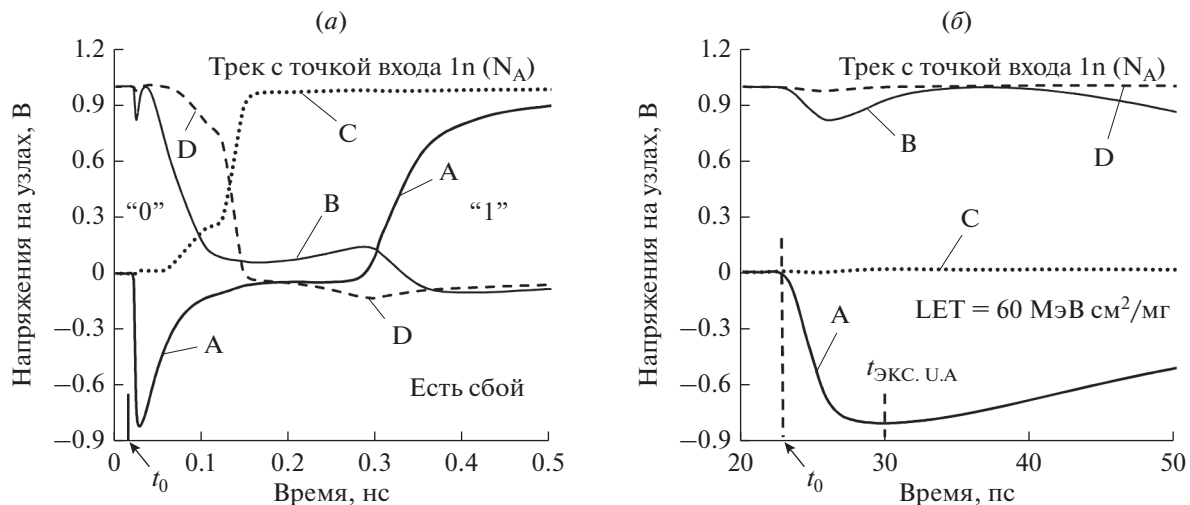 (а)
Напряжения на узлах, В
1.2
0.9
0.6
0.3
0
−0.3
−0.6
−0.9
Трек с точкой входа 1n (N_A)
D
C
A
“0”
B
“1”
A
D
Есть сбой
0
0.1
0.2
0.3
0.4
0.5
t₀
Время, нс
(б)
Напряжения на узлах, В
1.2
0.9
0.6
0.3
0
−0.3
−0.6
−0.9
Трек с точкой входа 1n (N_A)
B
D
C
A
LET = 60 МэВ см²/мг
t_ЭКС. U.A
20
30
40
50
t₀
Время, пс